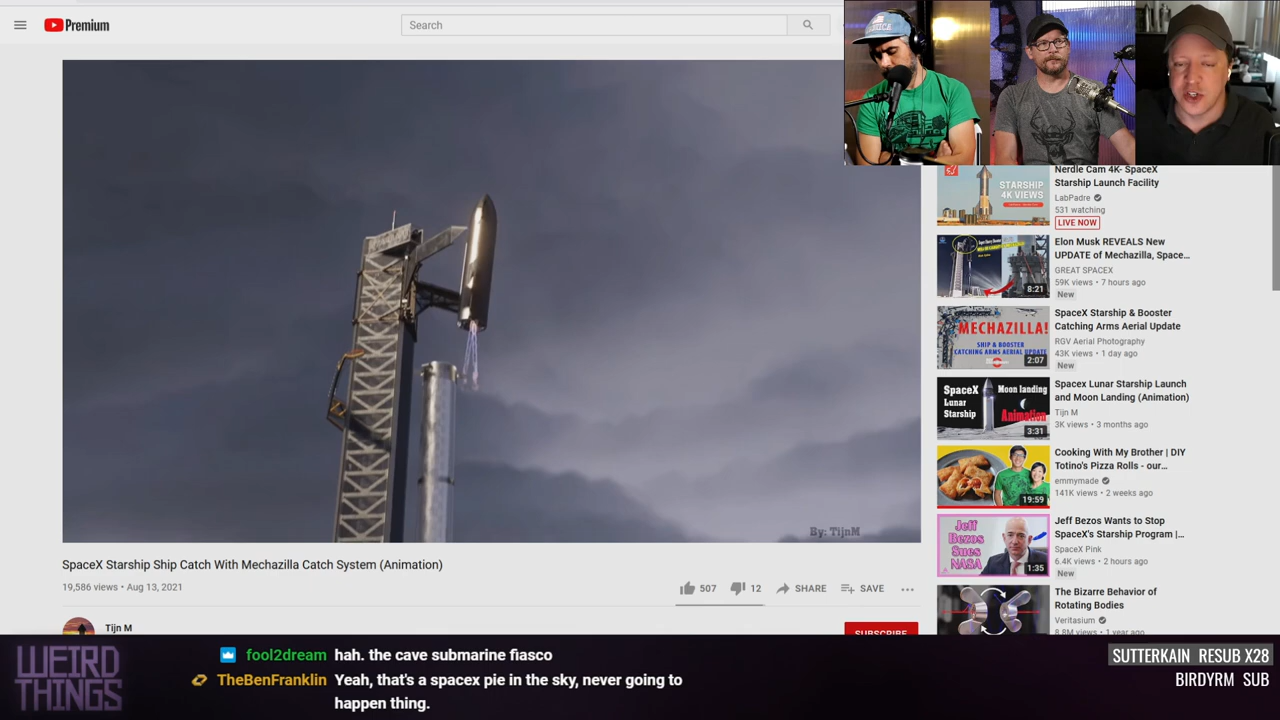 Premium
Search
By: TijnM
SpaceX Starship Ship Catch With Mechazilla Catch System (Animation)
19,586 views • Aug 13, 2021
507
12
SHARE
SAVE
Tijn M
SUBSCRIBE
STARSHIP
4K VIEWS
Nerdle Cam 4K- SpaceX
Starship Launch Facility
LabPadre
531 watching
LIVE NOW
8:21
Elon Musk REVEALS New
UPDATE of Mechazilla, Space…
GREAT SPACEX
59K views • 7 hours ago
New
MECHAZILLA!
SHIP & BOOSTER
CATCHING ARMS AERIAL UPDATE
2:07
SpaceX Starship & Booster
Catching Arms Aerial Update
RGV Aerial Photography
43K views • 1 day ago
New
SpaceX
Lunar
Starship
Moon landing
Animation
3:31
Spacex Lunar Starship Launch
and Moon Landing (Animation)
Tijn M
3K views • 3 months ago
19:59
Cooking With My Brother | DIY
Totino's Pizza Rolls - our…
emmymade
141K views • 2 weeks ago
Jeff
Bezos
Sues
NASA
1:35
Jeff Bezos Wants to Stop
SpaceX's Starship Program |…
SpaceX Pink
6.4K views • 2 hours ago
New
The Bizarre Behavior of
Rotating Bodies
Veritasium
8.8M views • 1 year ago
WEIRD
THINGS
fool2dream hah. the cave submarine fiasco
TheBenFranklin Yeah, that's a spacex pie in the sky, never going to
happen thing.
SUTTERKAIN RESUB X28
BIRDYRM SUB